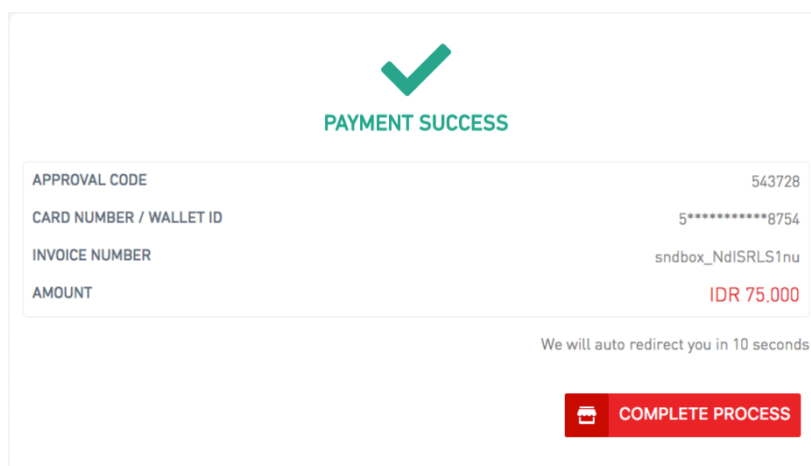 PAYMENT SUCCESS
APPROVAL CODE 543728
CARD NUMBER / WALLET ID 5***********8754
INVOICE NUMBER sndbox_NdISRLS1nu
AMOUNT IDR 75.000
We will auto redirect you in 10 seconds
COMPLETE PROCESS